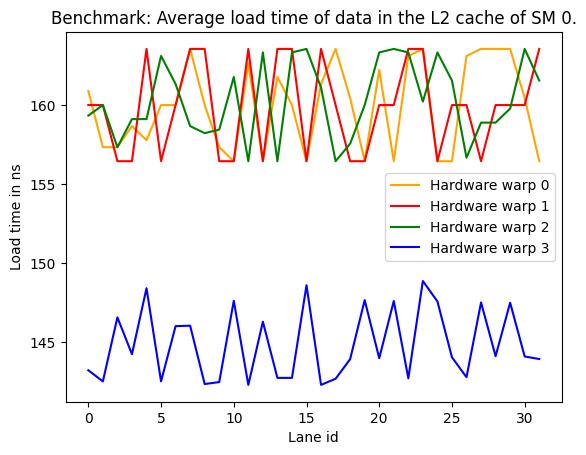 Benchmark: Average load time of data in the L2 cache of SM 0.
Load time in ns
160
155
150
145
Hardware warp 0
Hardware warp 1
Hardware warp 2
Hardware warp 3
0 5 10 15 20 25 30
Lane id